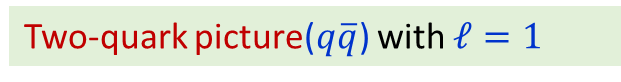 Two-quark picture(qq̄) with ℓ = 1